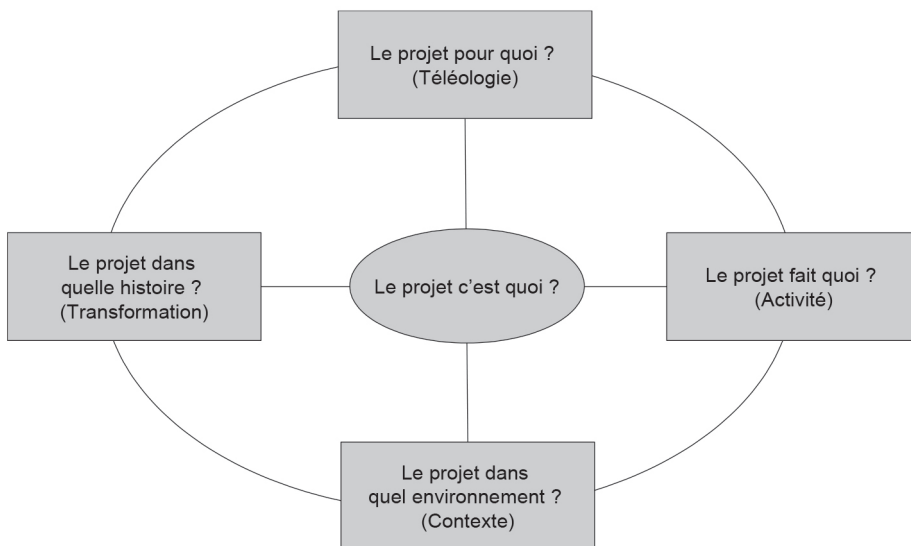 Le projet pour quoi ?
(Téléologie)
Le projet dans
quelle histoire ?
(Transformation)
Le projet c’est quoi ?
Le projet fait quoi ?
(Activité)
Le projet dans
quel environnement ?
(Contexte)